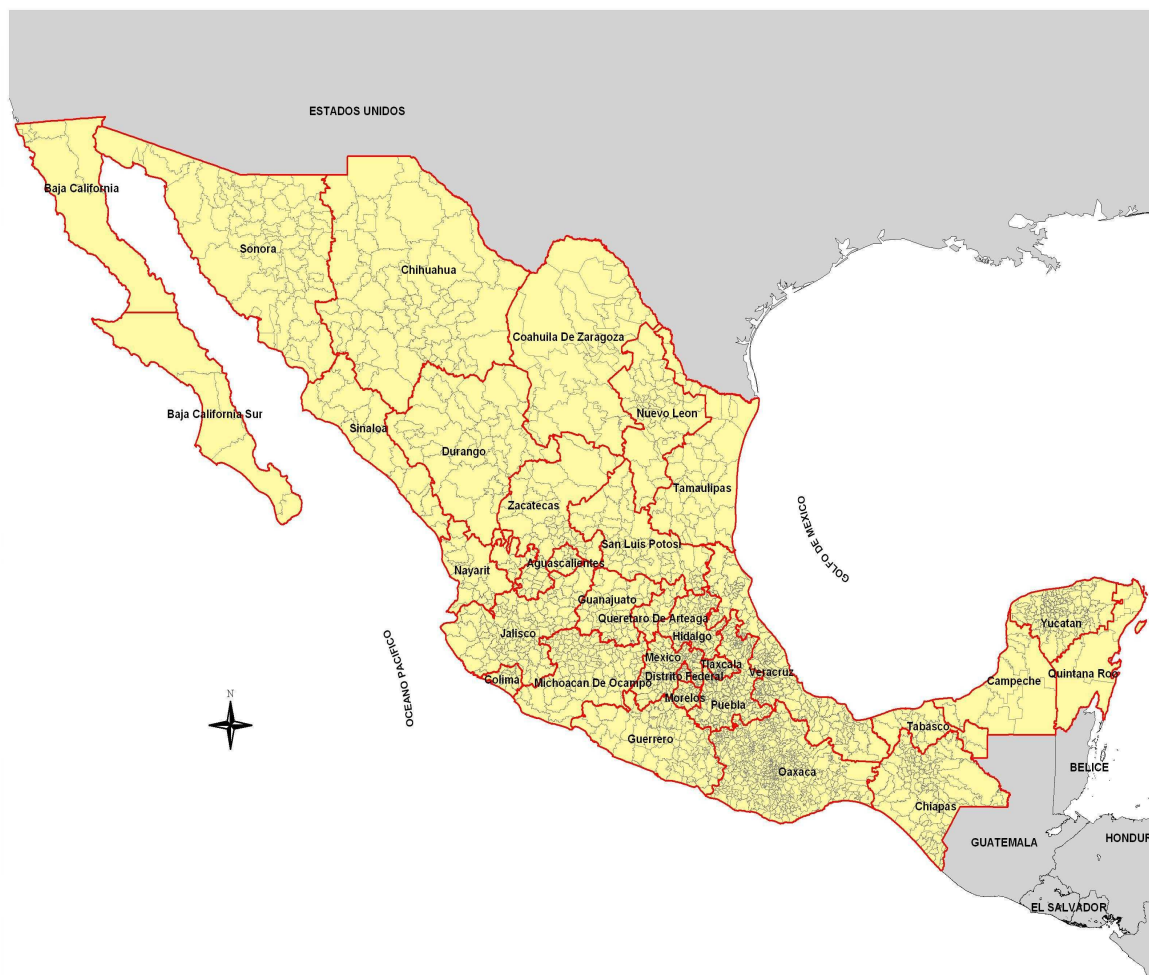 ESTADOS UNIDOS
Baja California
Sonora
Chihuahua
Coahuila De Zaragoza
Baja California Sur
Nuevo Leon
Sinaloa
Durango
Tamaulipas
Zacatecas
GOLFO DE MEXICO
San Luis Potosi
Aguascalientes
Nayarit
Guanajuato
Queretaro De Arteaga
Yucatan
Jalisco
Hidalgo
OCEANO PACIFICO
Mexico
Tlaxcala
Veracruz
Quintana Roo
Colima
Michoacan De Ocampo
Distrito Federal
Campeche
N
Morelos
Puebla
Tabasco
Guerrero
BELICE
Oaxaca
Chiapas
GUATEMALA
HONDUR
EL SALVADOR